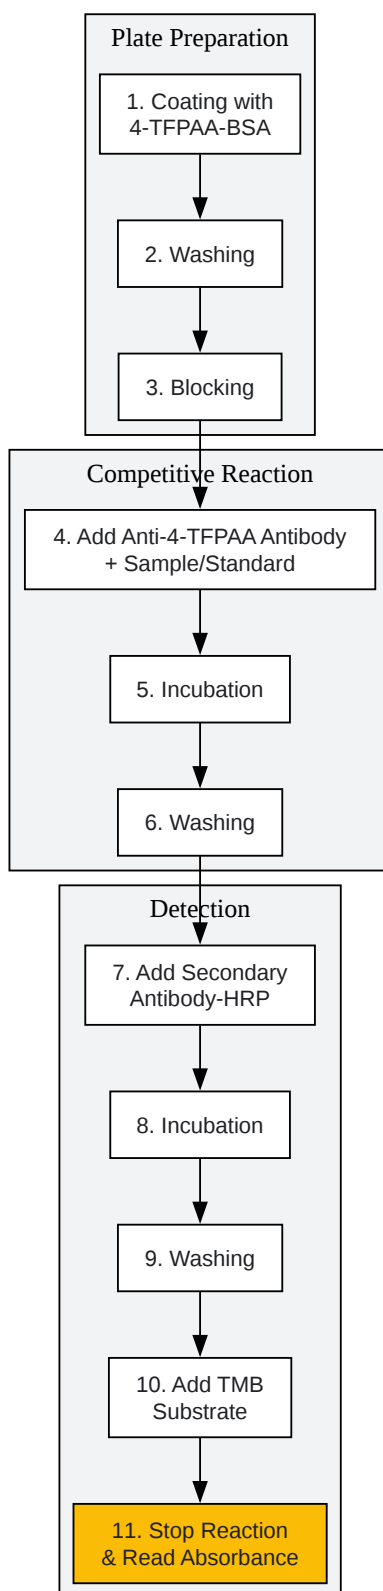 Plate Preparation
1. Coating with
4-TFPAA-BSA
2. Washing
3. Blocking
Competitive Reaction
4. Add Anti-4-TFPAA Antibody
+ Sample/Standard
5. Incubation
6. Washing
Detection
7. Add Secondary
Antibody-HRP
8. Incubation
9. Washing
10. Add TMB
Substrate
11. Stop Reaction
& Read Absorbance